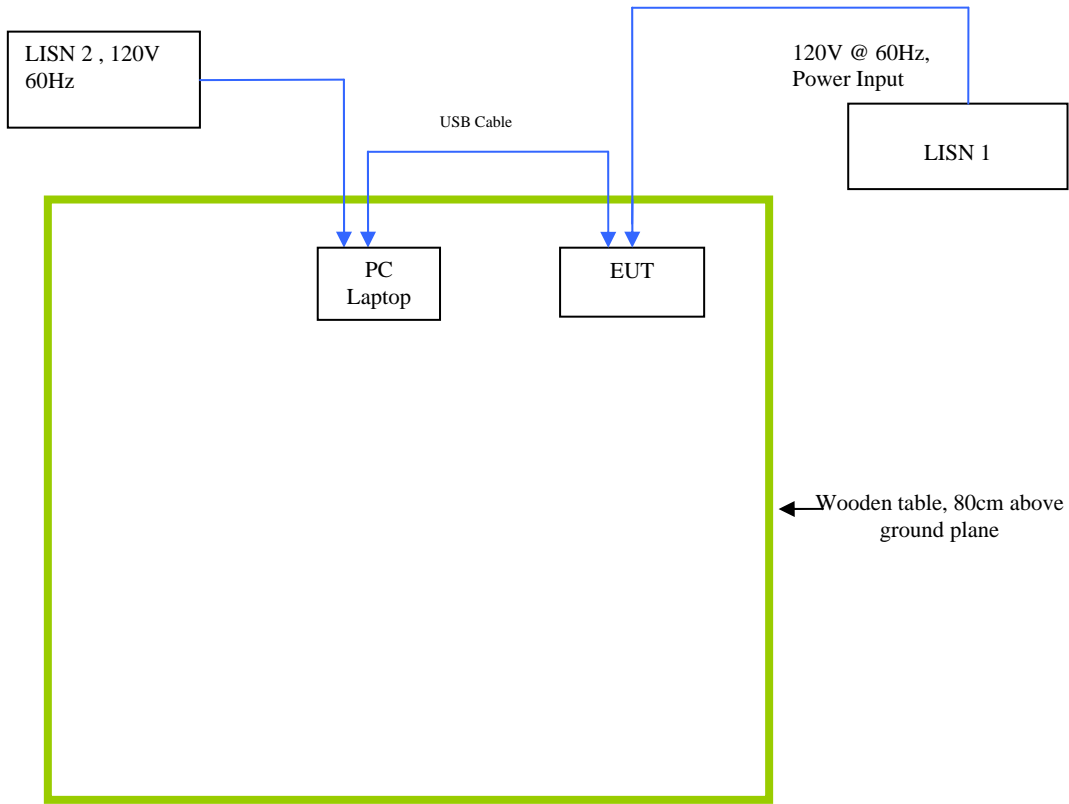 LISN 2 , 120V
60Hz
120V @ 60Hz,
Power Input
USB Cable
LISN 1
PC
Laptop
EUT
Wooden table, 80cm above
ground plane